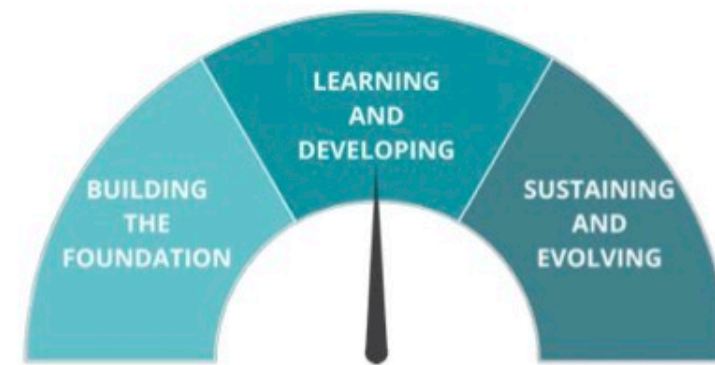 BUILDING
THE
FOUNDATION
LEARNING
AND
DEVELOPING
SUSTAINING
AND
EVOLVING